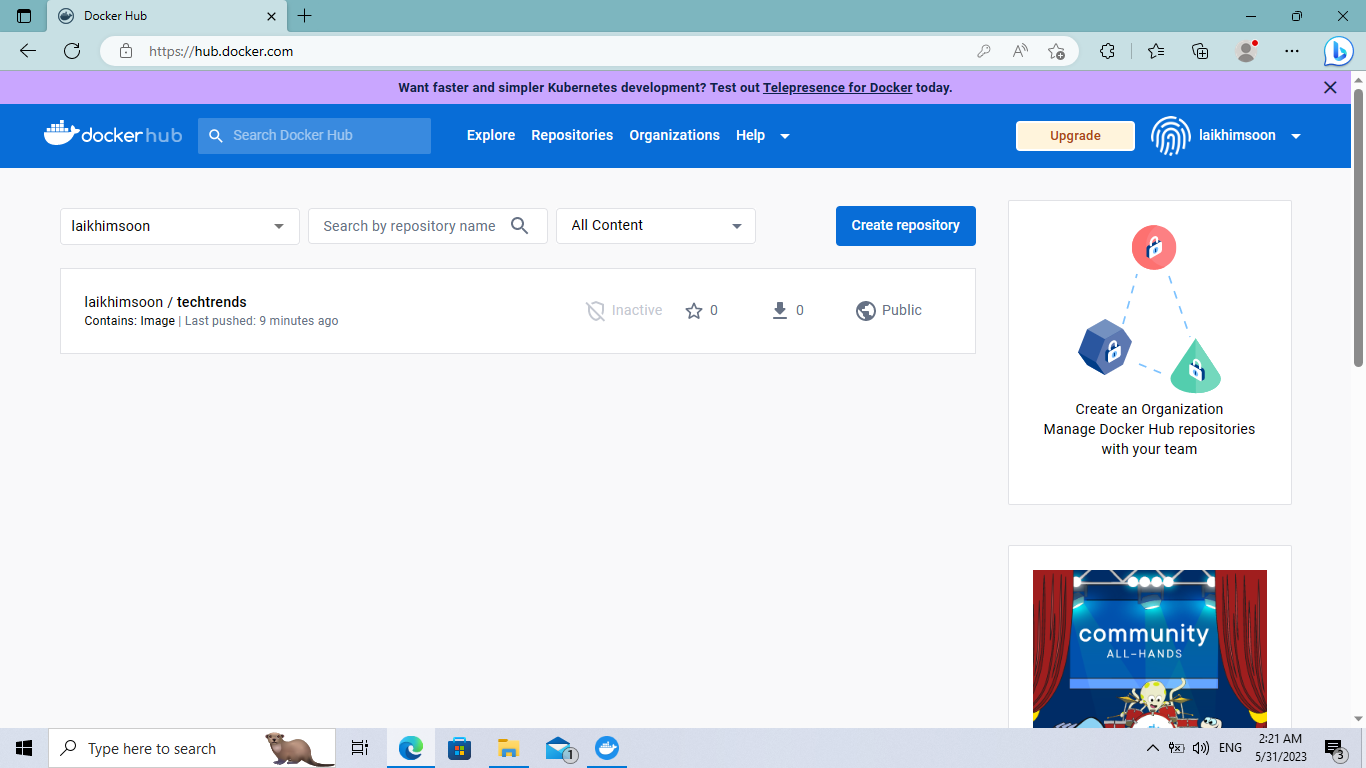 Docker Hub
https://hub.docker.com
Want faster and simpler Kubernetes development? Test out Telepresence for Docker today.
docker hub
Search Docker Hub
Explore
Repositories
Organizations
Help
Upgrade
laikhimsoon
laikhimsoon
Search by repository name
All Content
Create repository
laikhimsoon / techtrends
Contains: Image | Last pushed: 9 minutes ago
Inactive
0
0
Public
Create an Organization
Manage Docker Hub repositories
with your team
community
ALL-HANDS
Type here to search
1
ENG
2:21 AM
5/31/2023
3